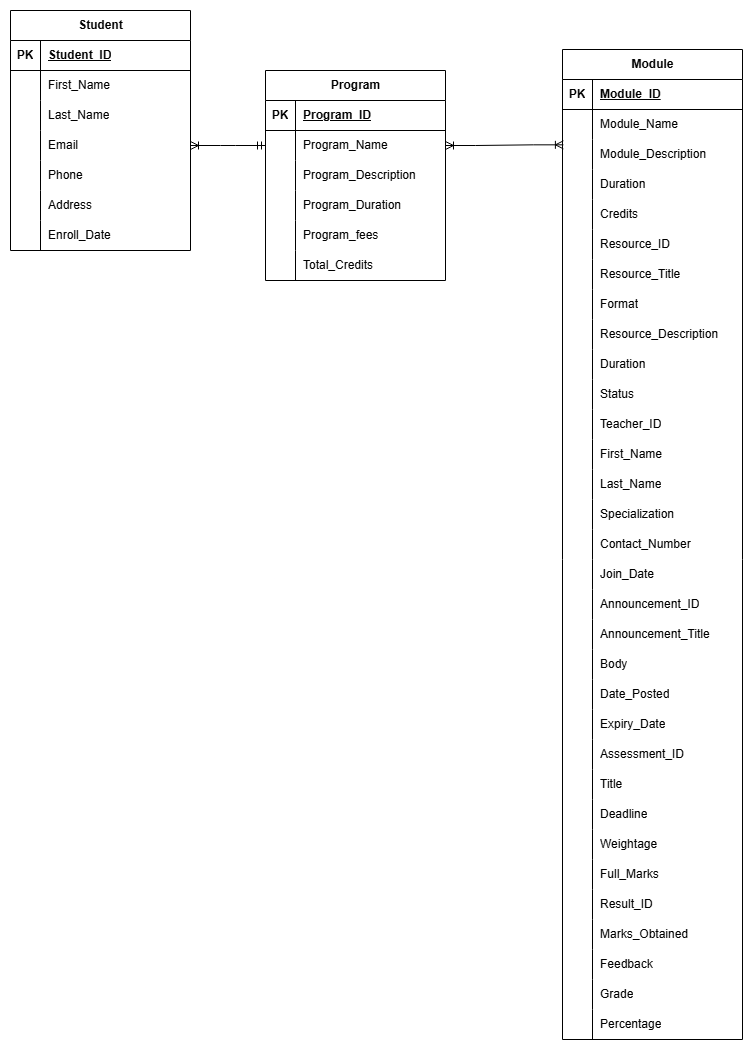 Student
PK Student_ID
First_Name
Last_Name
Email
Phone
Address
Enroll_Date
Program
PK Program_ID
Program_Name
Program_Description
Program_Duration
Program_fees
Total_Credits
Module
PK Module_ID
Module_Name
Module_Description
Duration
Credits
Resource_ID
Resource_Title
Format
Resource_Description
Duration
Status
Teacher_ID
First_Name
Last_Name
Specialization
Contact_Number
Join_Date
Announcement_ID
Announcement_Title
Body
Date_Posted
Expiry_Date
Assessment_ID
Title
Deadline
Weightage
Full_Marks
Result_ID
Marks_Obtained
Feedback
Grade
Percentage